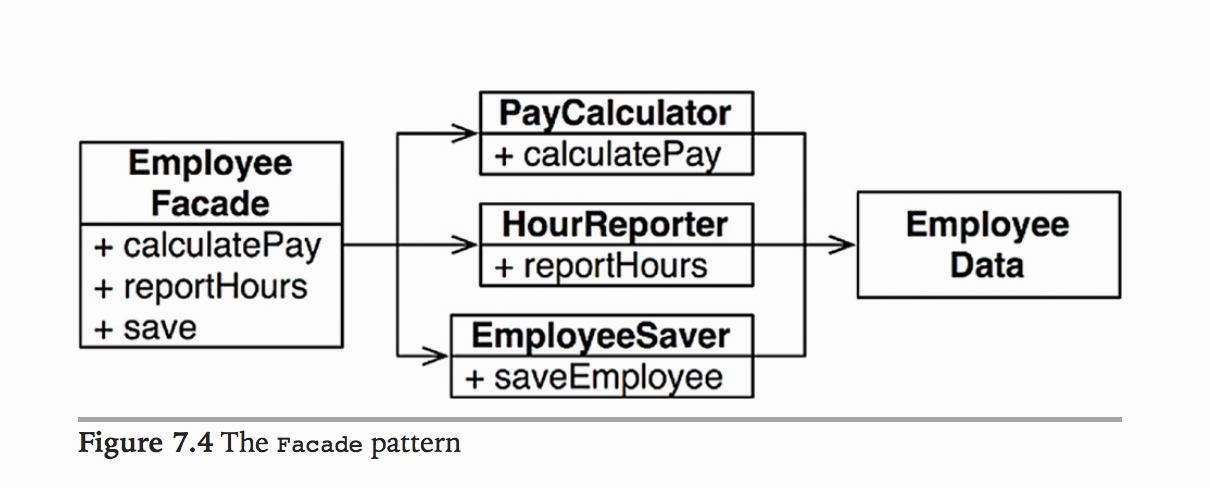 Employee
Facade
+ calculatePay
+ reportHours
+ save
PayCalculator
+ calculatePay
HourReporter
+ reportHours
EmployeeSaver
+ saveEmployee
Employee
Data
Figure 7.4 The Facade pattern